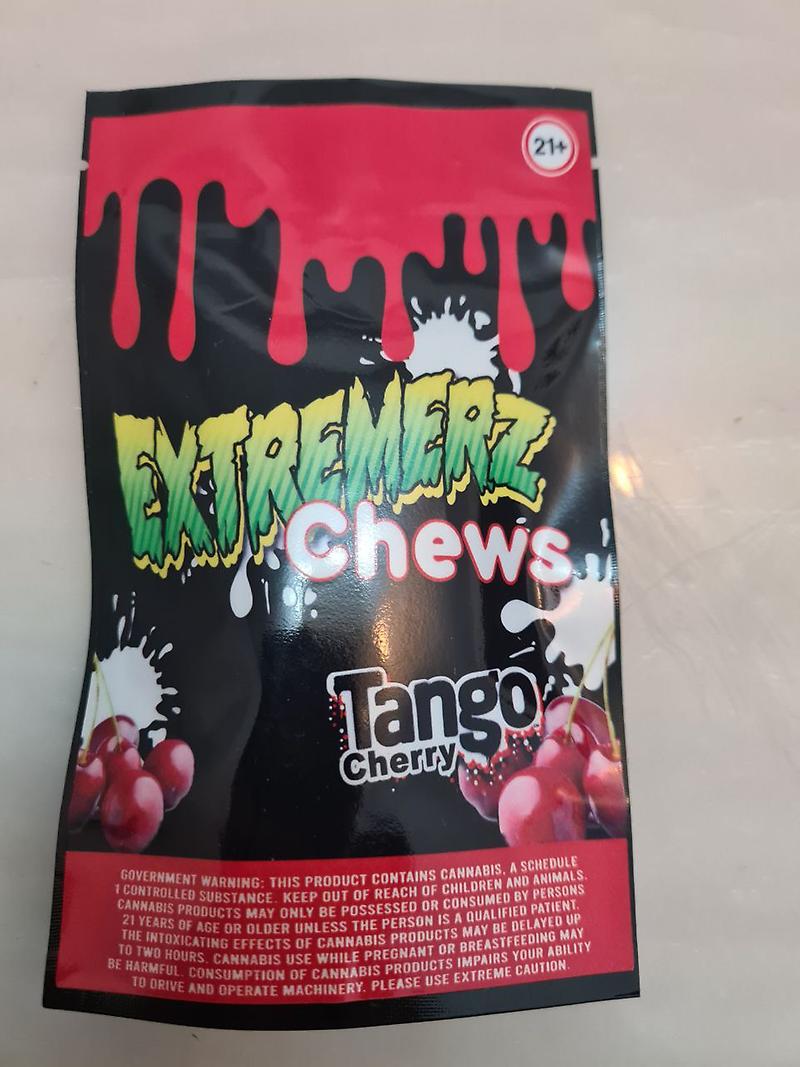 21+
EXTREMERZ
Chews
Tango
Cherry
GOVERNMENT WARNING: THIS PRODUCT CONTAINS CANNABIS, A SCHEDULE
1 CONTROLLED SUBSTANCE. KEEP OUT OF REACH OF CHILDREN AND ANIMALS.
CANNABIS PRODUCTS MAY ONLY BE POSSESSED OR CONSUMED BY PERSONS
21 YEARS OF AGE OR OLDER UNLESS THE PERSON IS A QUALIFIED PATIENT.
THE INTOXICATING EFFECTS OF CANNABIS PRODUCTS MAY BE DELAYED UP
TO TWO HOURS. CANNABIS USE WHILE PREGNANT OR BREASTFEEDING MAY
BE HARMFUL. CONSUMPTION OF CANNABIS PRODUCTS IMPAIRS YOUR ABILITY
TO DRIVE AND OPERATE MACHINERY. PLEASE USE EXTREME CAUTION.